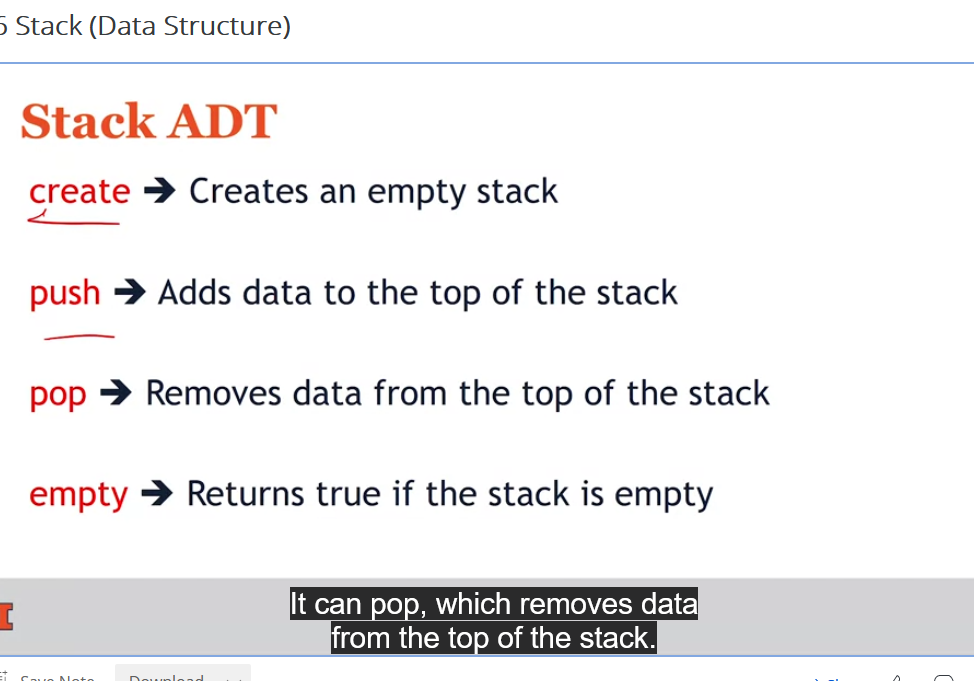 Stack (Data Structure)
Stack ADT
create ➔ Creates an empty stack
push ➔ Adds data to the top of the stack
pop ➔ Removes data from the top of the stack
empty ➔ Returns true if the stack is empty
It can pop, which removes data
from the top of the stack.
Save Note Download